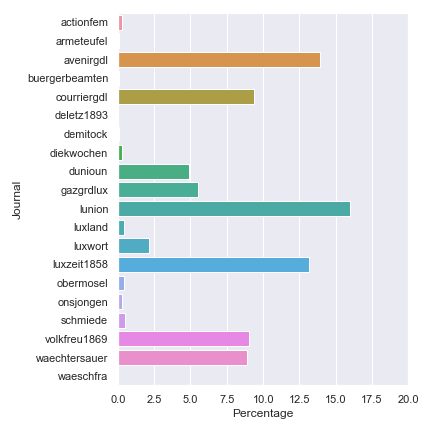 actionfem
armeteufel
avenirgdl
buergerbeamten
courriergdl
deletz1893
demitock
diekwochen
dunioun
gazgrdlux
lunion
luxland
luxwort
luxzeit1858
obermosel
onsjongen
schmiede
volkfreu1869
waechtersauer
waeschfra
Journal
0.0 2.5 5.0 7.5 10.0 12.5 15.0 17.5 20.0
Percentage